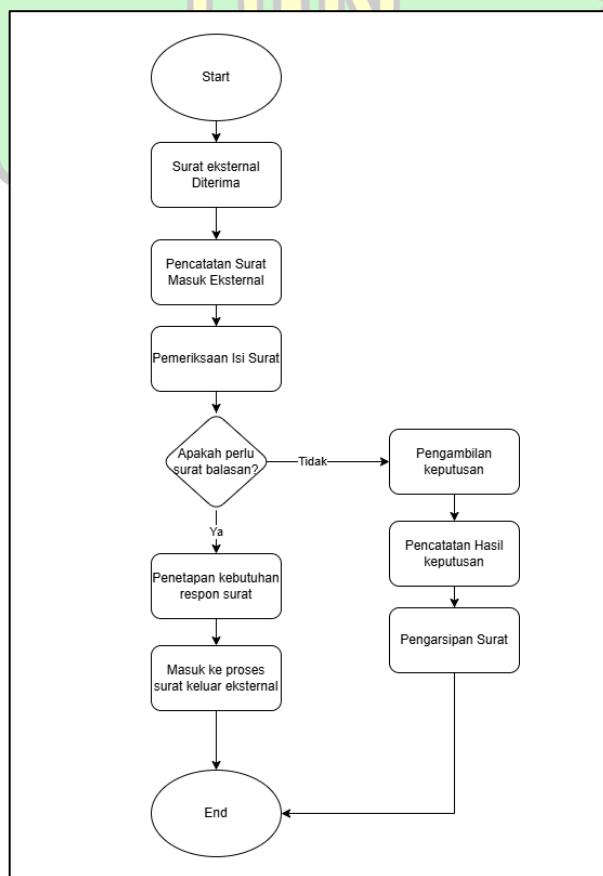 Start
Surat eksternal
Diterima
Pencatatan Surat
Masuk Eksternal
Pemeriksaan Isi Surat
Apakah perlu
surat balasan?
Tidak
Pengambilan
keputusan
Ya
Pencatatan Hasil
keputusan
Penetapan kebutuhan
respon surat
Pengarsipan Surat
Masuk ke proses
surat keluar eksternal
End